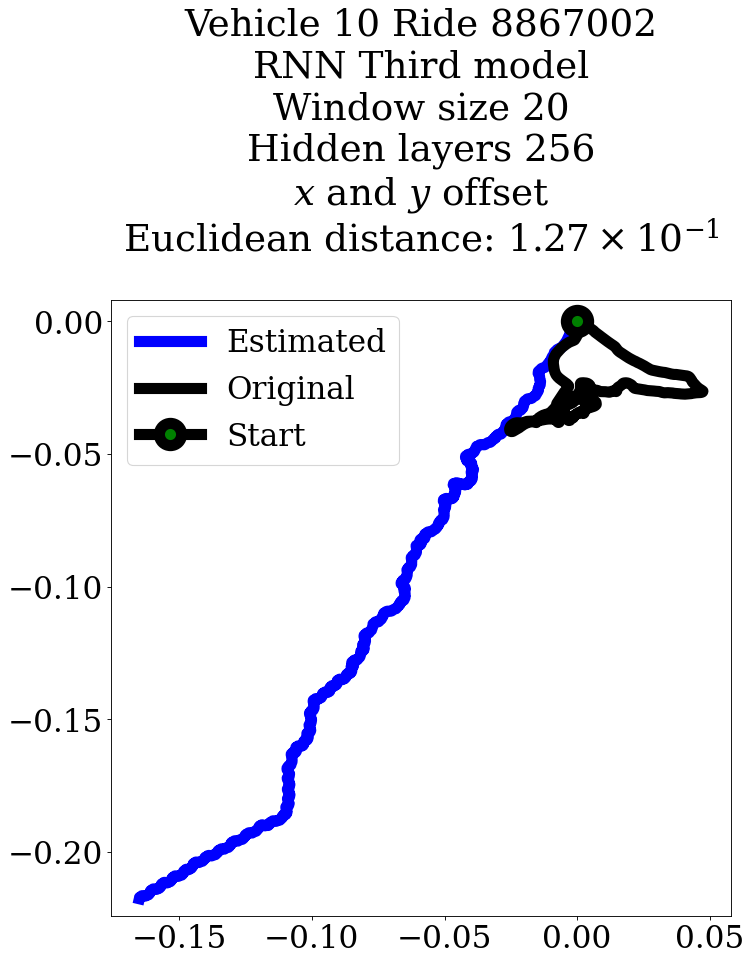 Vehicle 10 Ride 8867002
RNN Third model
Window size 20
Hidden layers 256
x and y offset
Euclidean distance: 1.27 × 10⁻¹
Estimated
Original
Start
0.00
−0.05
−0.10
−0.15
−0.20
−0.15 −0.10 −0.05 0.00 0.05